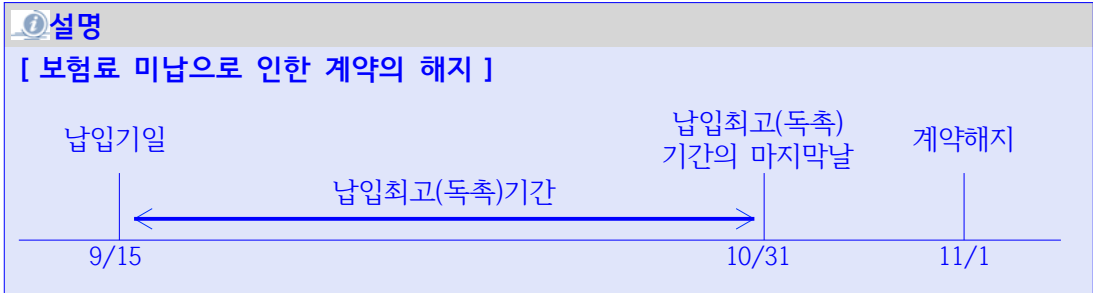 설명
[ 보험료 미납으로 인한 계약의 해지 ]
납입기일
납입최고(독촉)
기간의 마지막날
계약해지
납입최고(독촉)기간
9/15
10/31
11/1